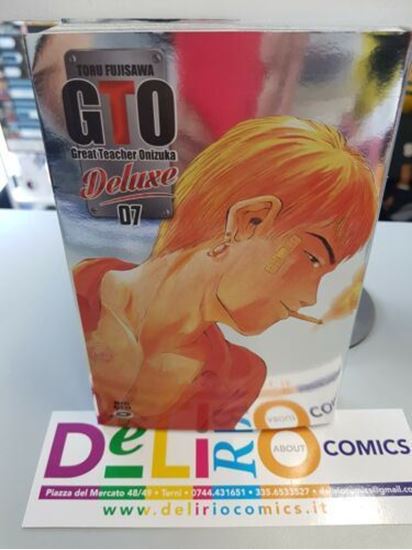 TORU FUJISAWA
GTO
Great Teacher Onizuka
Deluxe
07
DeLiRiO
ABOUT
COMICS
Piazza del Mercato 48/49 • Terni • 0744.431651 • 335.6533527
www.deliriocomics.it